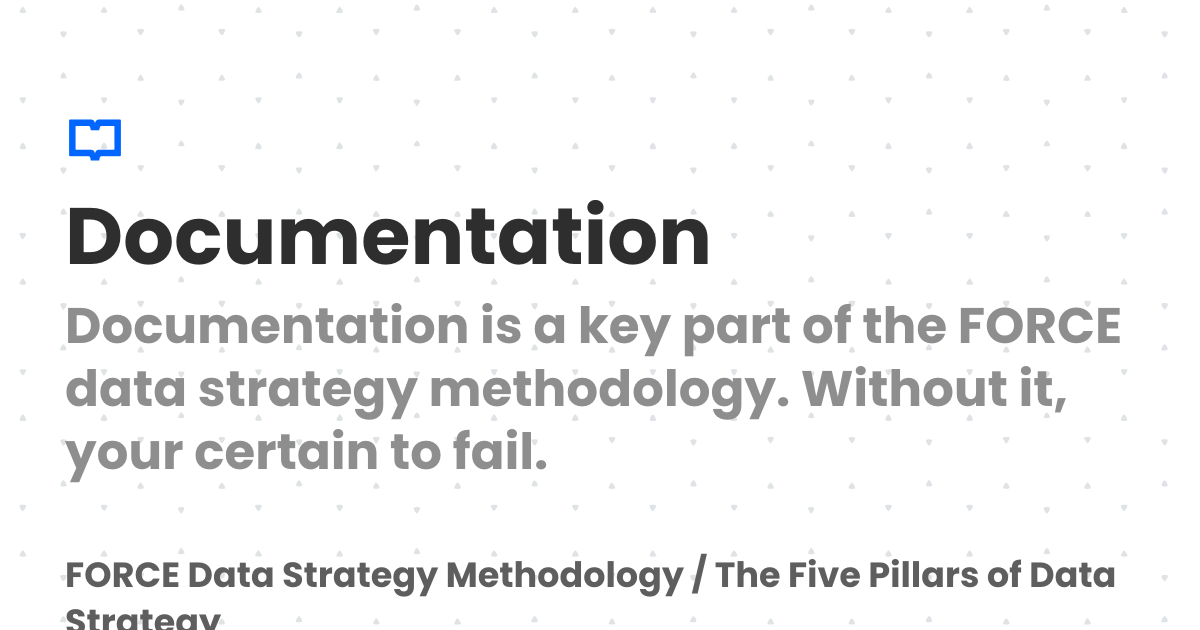 Documentation
Documentation is a key part of the FORCE
data strategy methodology. Without it,
your certain to fail.
FORCE Data Strategy Methodology / The Five Pillars of Data
Strategy